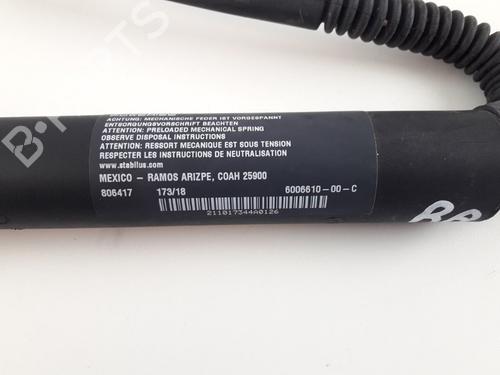 ACHTUNG: MECHANISCHE FEDER IST VORGESPANNT
ENTSORGUNGSVORSCHRIFT BEACHTEN
ATTENTION: PRELOADED MECHANICAL SPRING
OBSERVE DISPOSAL INSTRUCTIONS
ATTENTION: RESSORT MECANIQUE EST SOUS TENSION
RESPECTER LES INSTRUCTIONS DE NEUTRALISATION
www.stabilus.com
MEXICO - RAMOS ARIZPE, COAH 25900
806417 173/18 6006610-00-C
211017344A0126